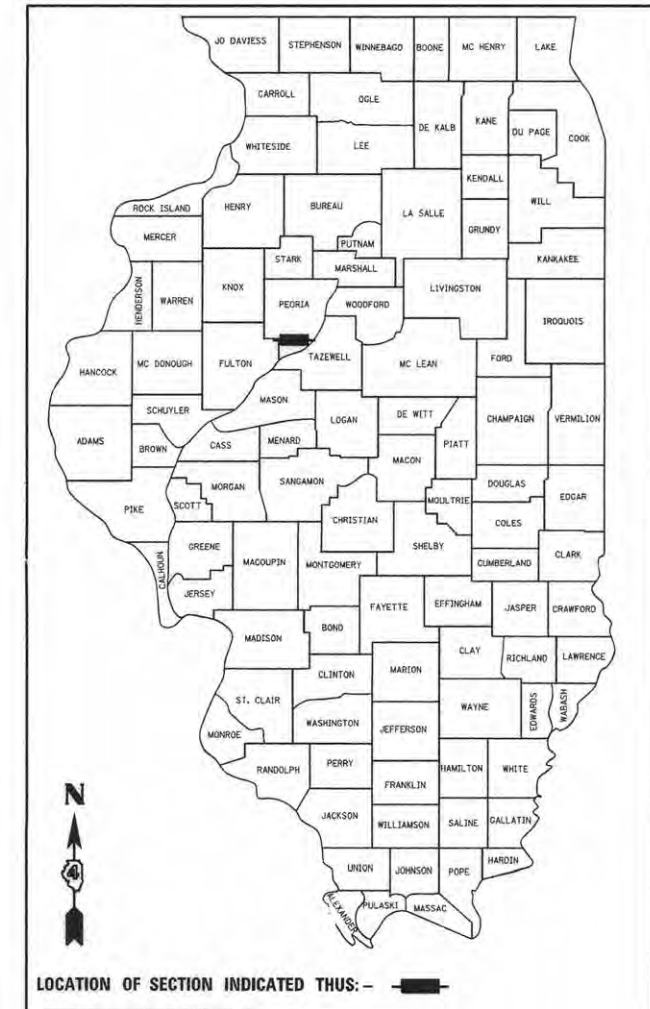 JO DAVIESS
STEPHENSON
WINNEBAGO
BOONE
MC HENRY
LAKE
CARROLL
OGLE
DE KALB
KANE
DU PAGE
COOK
WHITESIDE
LEE
KENDALL
WILL
ROCK ISLAND
HENRY
BUREAU
LA SALLE
GRUNDY
MERCER
PUTNAM
STARK
MARSHALL
KANKAKEE
HENDERSON
WARREN
KNOX
PEORIA
WOODFORD
LIVINGSTON
IROQUOIS
HANCOCK
MC DONOUGH
FULTON
TAZEWELL
MC LEAN
FORD
MASON
SCHUYLER
LOGAN
DE WITT
CHAMPAIGN
VERMILION
ADAMS
BROWN
CASS
MENARD
PIATT
MACON
MORGAN
SANGAMON
DOUGLAS
EDGAR
PIKE
SCOTT
CHRISTIAN
MOULTRIE
COLES
GREENE
MACOUPIN
MONTGOMERY
SHELBY
CUMBERLAND
CLARK
CALHOUN
JERSEY
FAYETTE
EFFINGHAM
JASPER
CRAWFORD
MADISON
BOND
CLAY
RICHLAND
LAWRENCE
CLINTON
MARION
ST. CLAIR
WAYNE
EDWARDS
WABASH
MONROE
WASHINGTON
JEFFERSON
RANDOLPH
PERRY
HAMILTON
WHITE
FRANKLIN
JACKSON
WILLIAMSON
SALINE
GALLATIN
UNION
JOHNSON
POPE
HARDIN
ALEXANDER
PULASKI
MASSAC
N
4
LOCATION OF SECTION INDICATED THUS: -